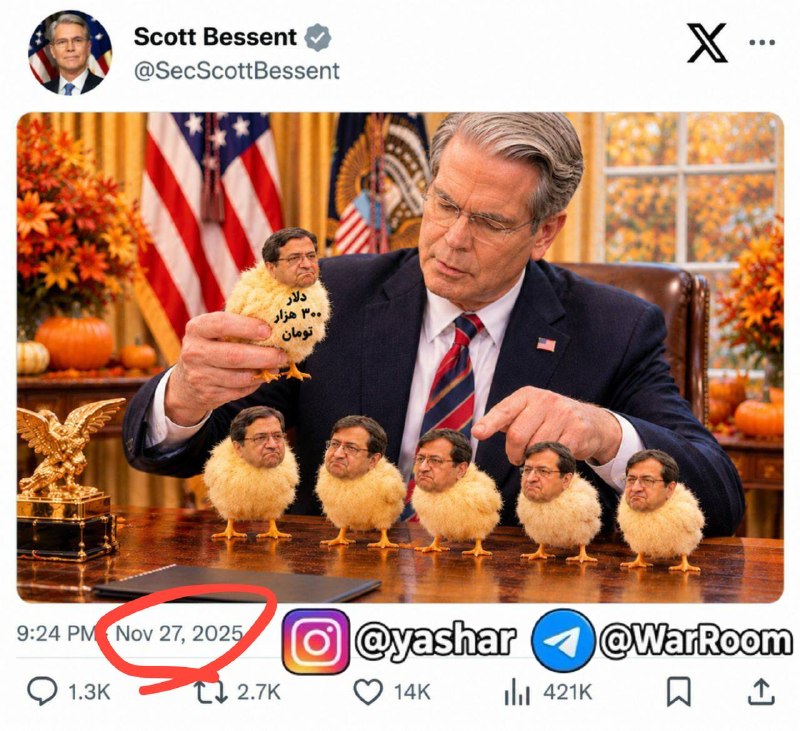 Scott Bessent
@SecScottBessent
دلار
۳۰۰ هزار
تومان
9:24 PM · Nov 27, 2025
@yashar
@WarRoom
1.3K
2.7K
14K
421K